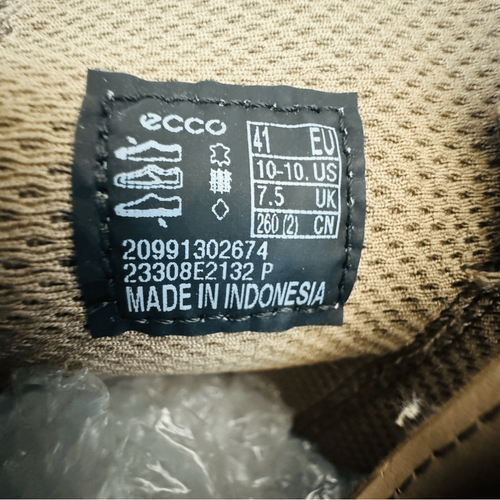 ecco
41 EU
10-10. US
7.5 UK
260 (2) CN
20991302674
23308E2132 P
MADE IN INDONESIA